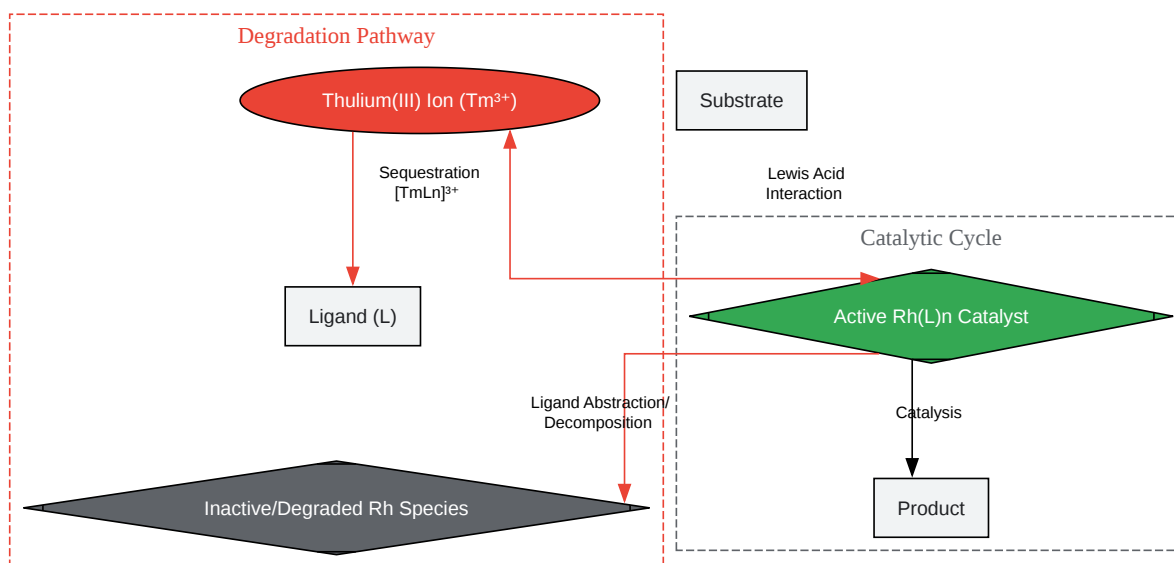 Degradation Pathway
Thulium(III) Ion (Tm³⁺)
Substrate
Sequestration
[TmLn]³⁺
Lewis Acid
Interaction
Catalytic Cycle
Ligand (L)
Active Rh(L)n Catalyst
Ligand Abstraction/
Decomposition
Catalysis
Inactive/Degraded Rh Species
Product